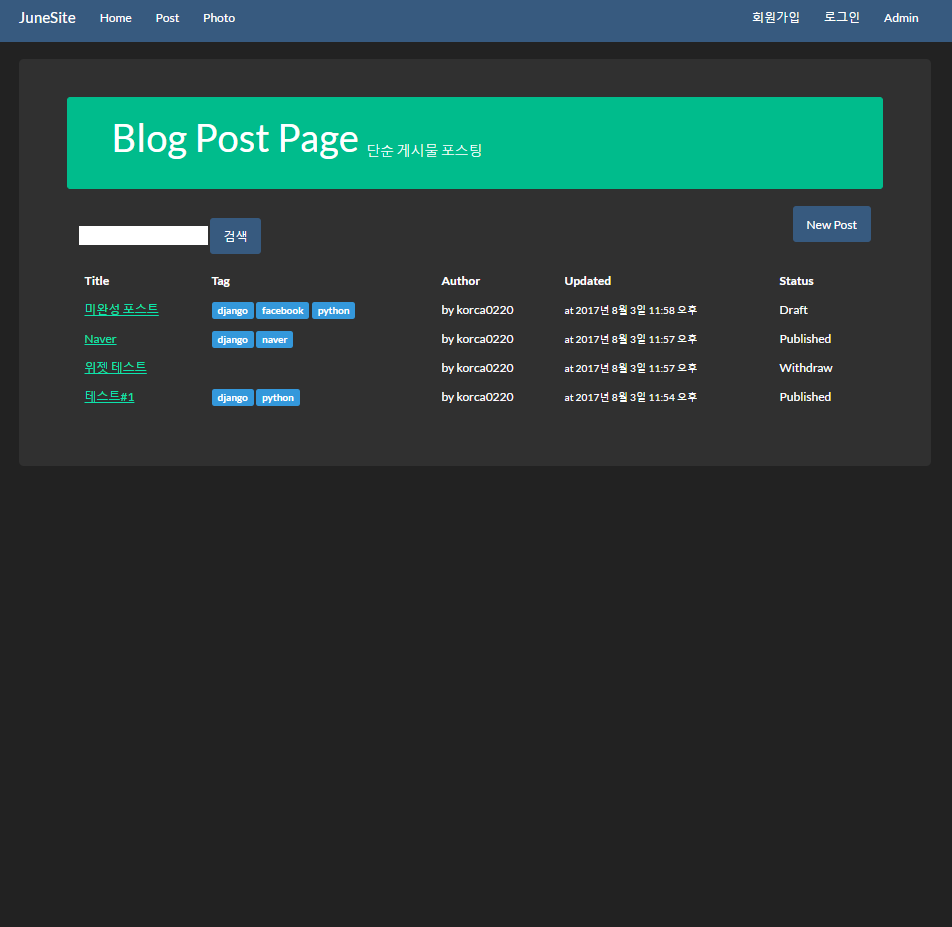 JuneSite Home Post Photo 회원가입 로그인 Admin
Blog Post Page 단순 게시물 포스팅
검색 New Post
Title Tag Author Updated Status
미완성 포스트 django facebook python by korca0220 at 2017년 8월 3일 11:58 오후 Draft
Naver django naver by korca0220 at 2017년 8월 3일 11:57 오후 Published
위젯 테스트 by korca0220 at 2017년 8월 3일 11:57 오후 Withdraw
테스트#1 django python by korca0220 at 2017년 8월 3일 11:54 오후 Published